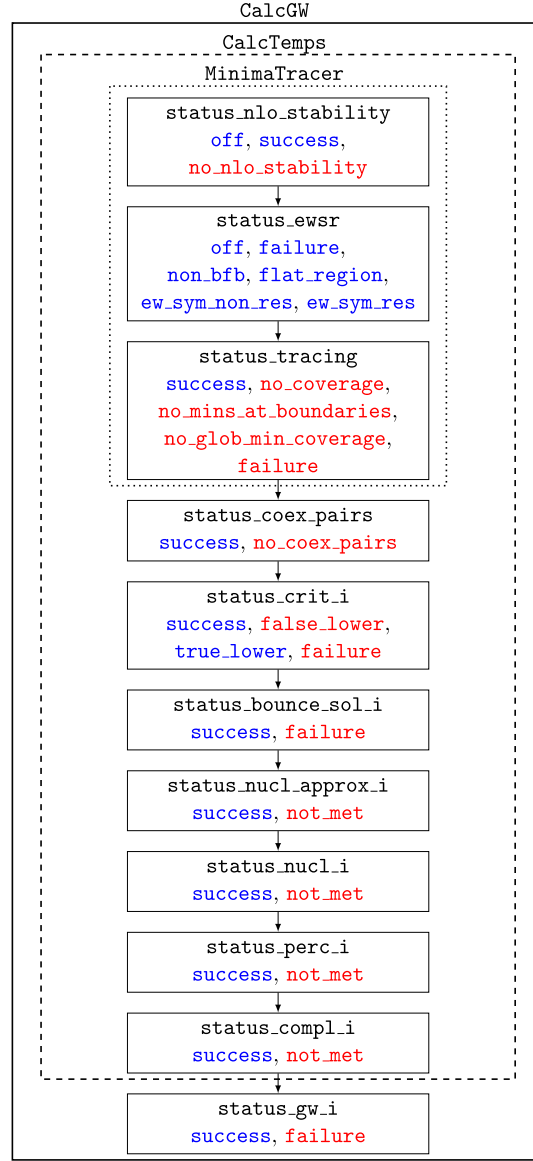 CalcGW
CalcTemps
MinimaTracer
status_nlo_stability
off, success,
no_nlo_stability
status_ewsr
off, failure,
non_bfb, flat_region,
ew_sym_non_res, ew_sym_res
status_tracing
success, no_coverage,
no_mins_at_boundaries,
no_glob_min_coverage,
failure
status_coex_pairs
success, no_coex_pairs
status_crit_i
success, false_lower,
true_lower, failure
status_bounce_sol_i
success, failure
status_nucl_approx_i
success, not_met
status_nucl_i
success, not_met
status_perc_i
success, not_met
status_compl_i
success, not_met
status_gw_i
success, failure